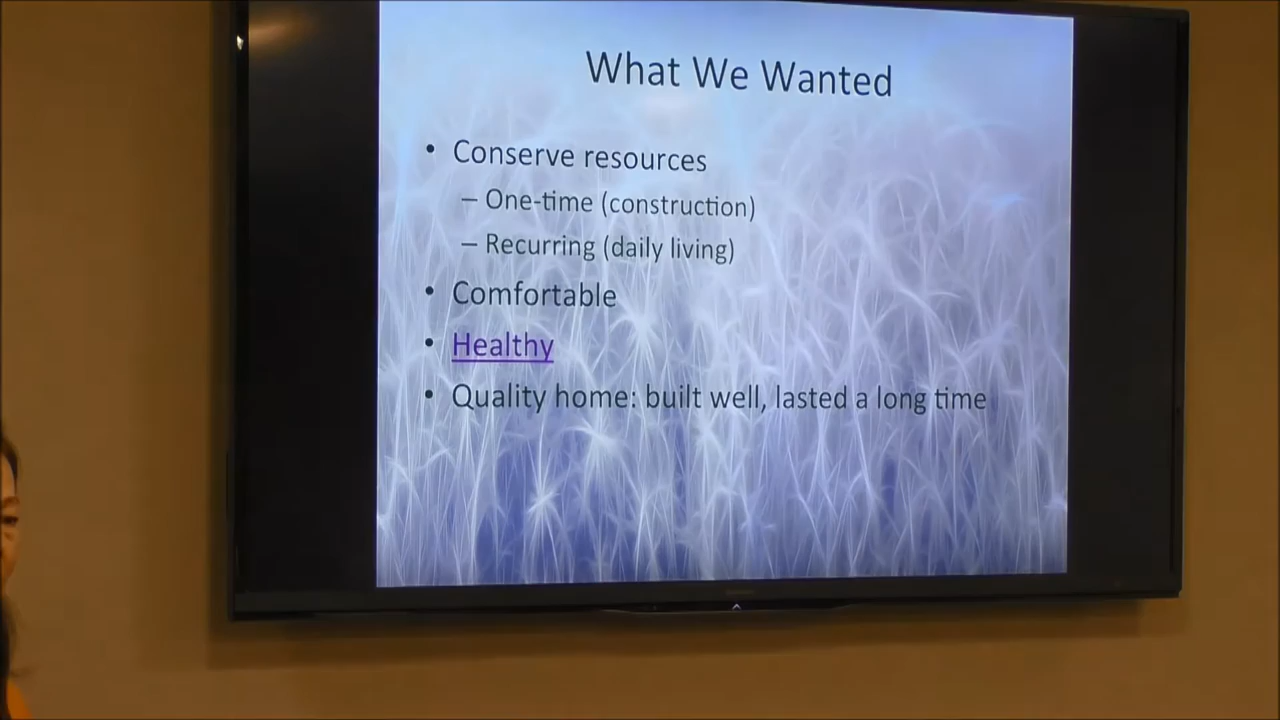 What We Wanted
• Conserve resources
– One-time (construction)
– Recurring (daily living)
• Comfortable
• Healthy
• Quality home: built well, lasted a long time